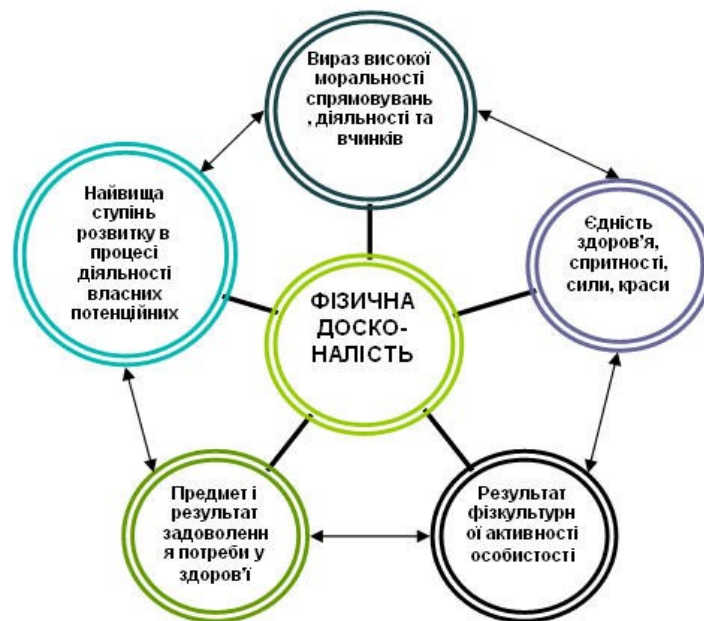 Вираз високої
моральності
спрямовувань
, діяльності та
вчинків
Найвища
ступінь
розвитку в
процесі
діяльності
власних
потенційних
Єдність
здоров’я,
спритності,
сили, краси
ФІЗИЧНА
ДОСКО-
НАЛІСТЬ
Предмет і
результат
задоволенн
я потреби у
здоров’ї
Результат
фізкультурн
ої активності
особистості